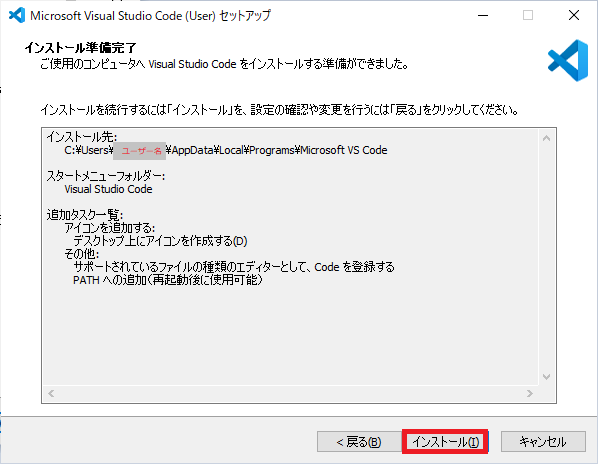 Microsoft Visual Studio Code (User) セットアップ
インストール準備完了
ご使用のコンピュータへ Visual Studio Code をインストールする準備ができました。
インストールを続行するには「インストール」を、設定の確認や変更を行うには「戻る」をクリックしてください。
インストール先:
C:¥Users¥ ユーザー名 ¥AppData¥Local¥Programs¥Microsoft VS Code
スタートメニューフォルダー:
Visual Studio Code
追加タスク一覧:
アイコンを追加する:
デスクトップ上にアイコンを作成する(D)
その他:
サポートされているファイルの種類のエディターとして、Code を登録する
PATH への追加（再起動後に使用可能）
< 戻る(B) インストール(I) キャンセル